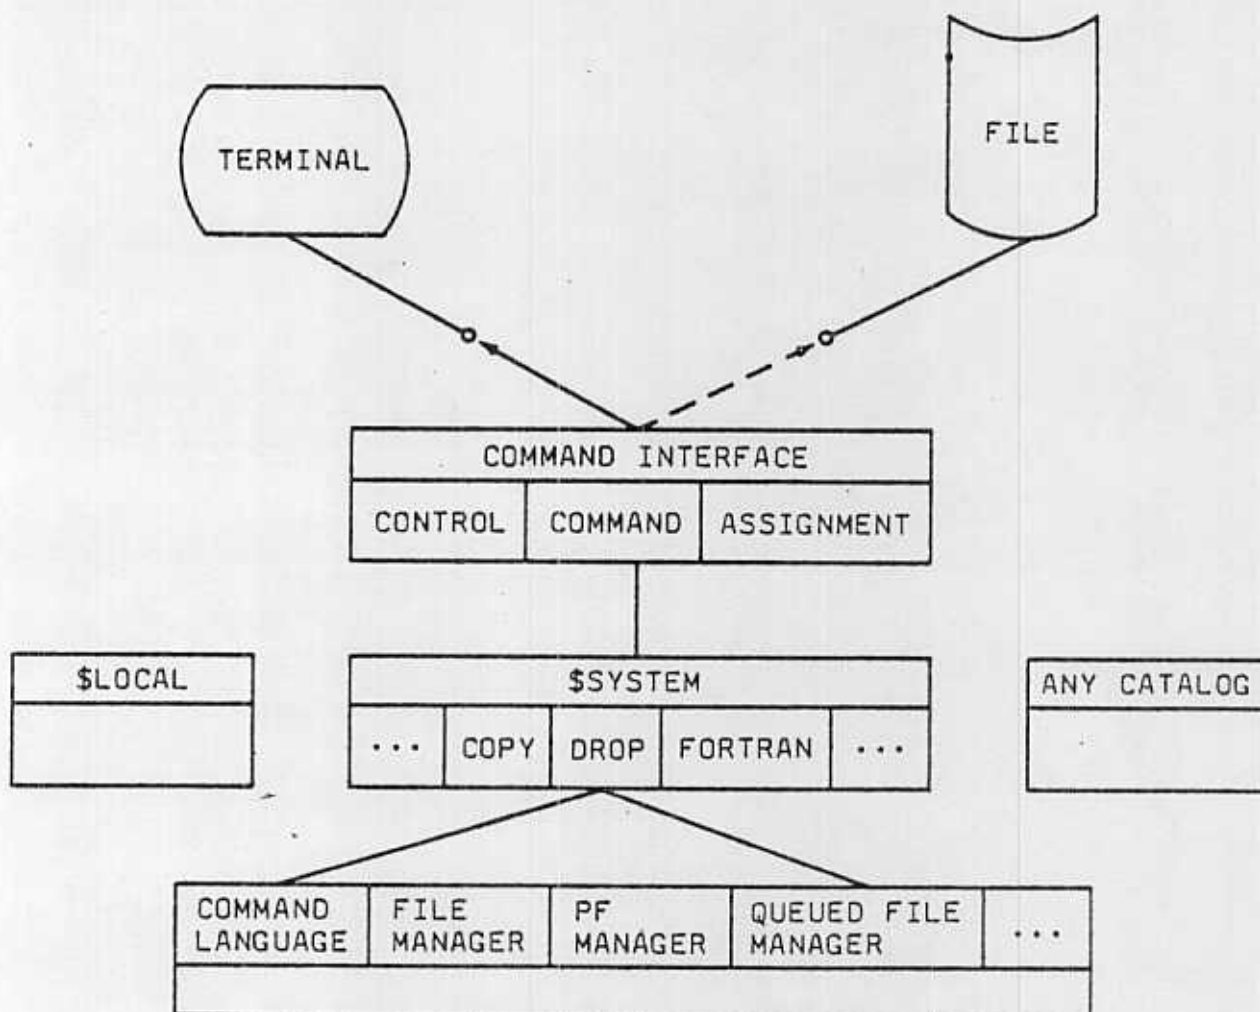 FILE
TERMINAL
COMMAND INTERFACE
CONTROL COMMAND ASSIGNMENT
$LOCAL
$SYSTEM
ANY CATALOG
... COPY DROP FORTRAN ...
COMMAND
LANGUAGE
FILE
MANAGER
PF
MANAGER
QUEUED FILE
MANAGER
...